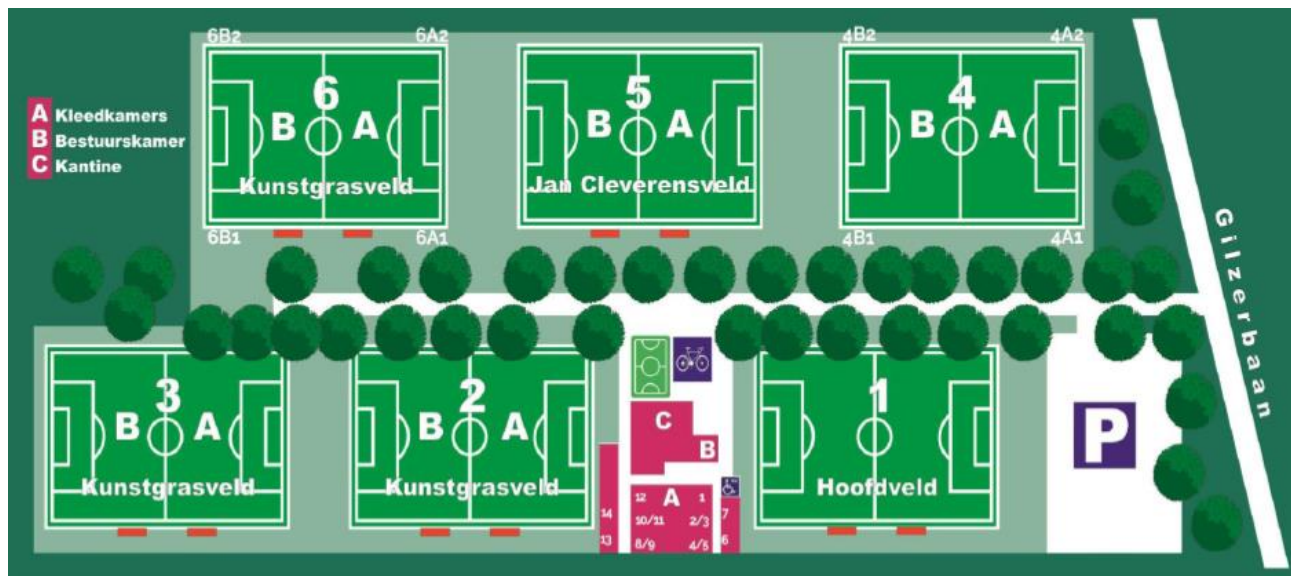 6B2 6A2 4B2 4A2
6 5 4
A Kleedkamers
B Bestuurskamer
C Kantine
B A B A B A
Kunstgrasveld Jan Cleverensveld
6B1 6A1 4B1 4A1
Gilzerbaan
3 2 1
B A B A
C
B
P
Kunstgrasveld Kunstgrasveld Hoofdveld
12 A 1
14 10/11 2/3 7
13 8/9 4/5 6